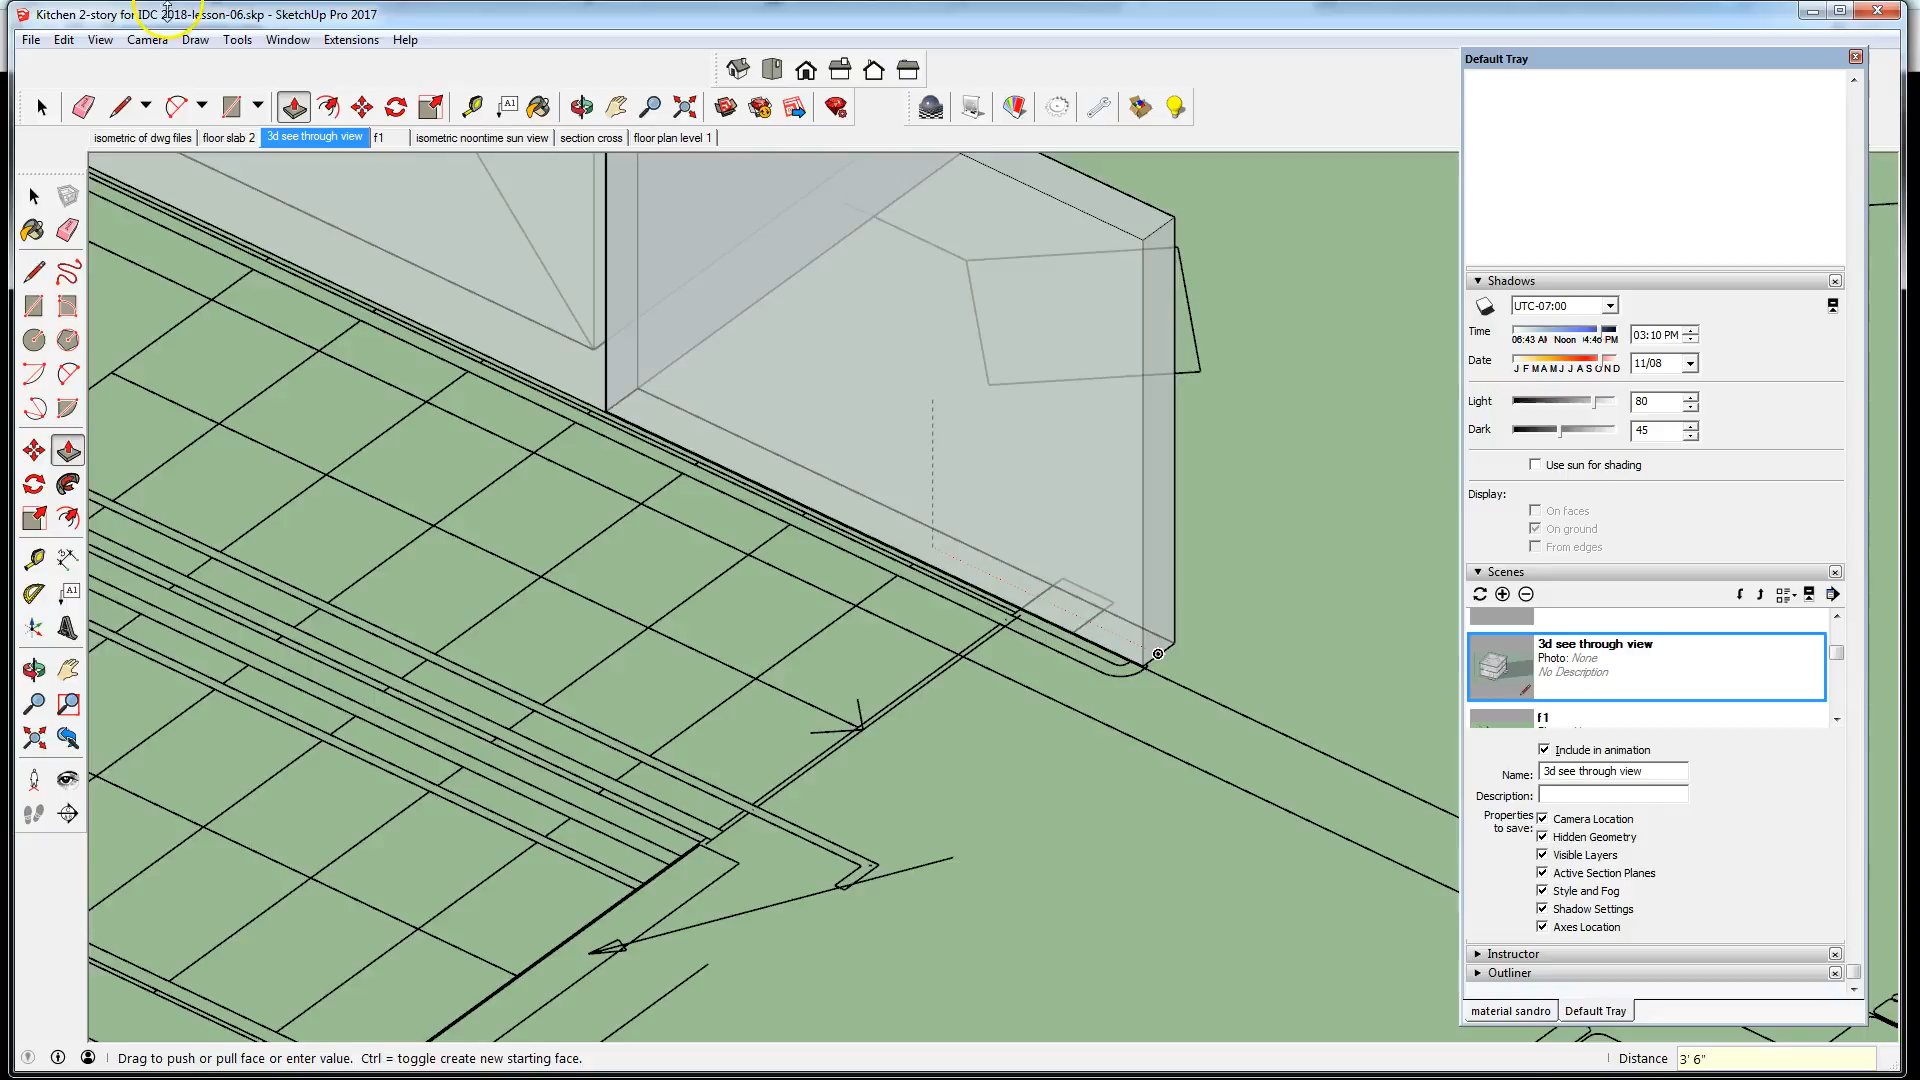 Kitchen 2-story for IDC 2018-lesson-06.skp - SketchUp Pro 2017
File Edit View Camera Draw Tools Window Extensions Help
Default Tray
A1
isometric of dwg files floor slab 2 3d see through view f1 isometric noontime sun view section cross floor plan level 1
Shadows
UTC-07:00
Time 06:43 AM Noon 04:46 PM 03:10 PM
Date J F M A M J J A S O N D 11/08
Light 80
Dark 45
Use sun for shading
Display:
On faces
On ground
From edges
Scenes
3d see through view
Photo: None
No Description
f1
Include in animation
Name: 3d see through view
Description:
Properties to save:
Camera Location
Hidden Geometry
Visible Layers
Active Section Planes
Style and Fog
Shadow Settings
Axes Location
Instructor
Outliner
material sandro Default Tray
A1
Drag to push or pull face or enter value. Ctrl = toggle create new starting face.
Distance 3' 6"